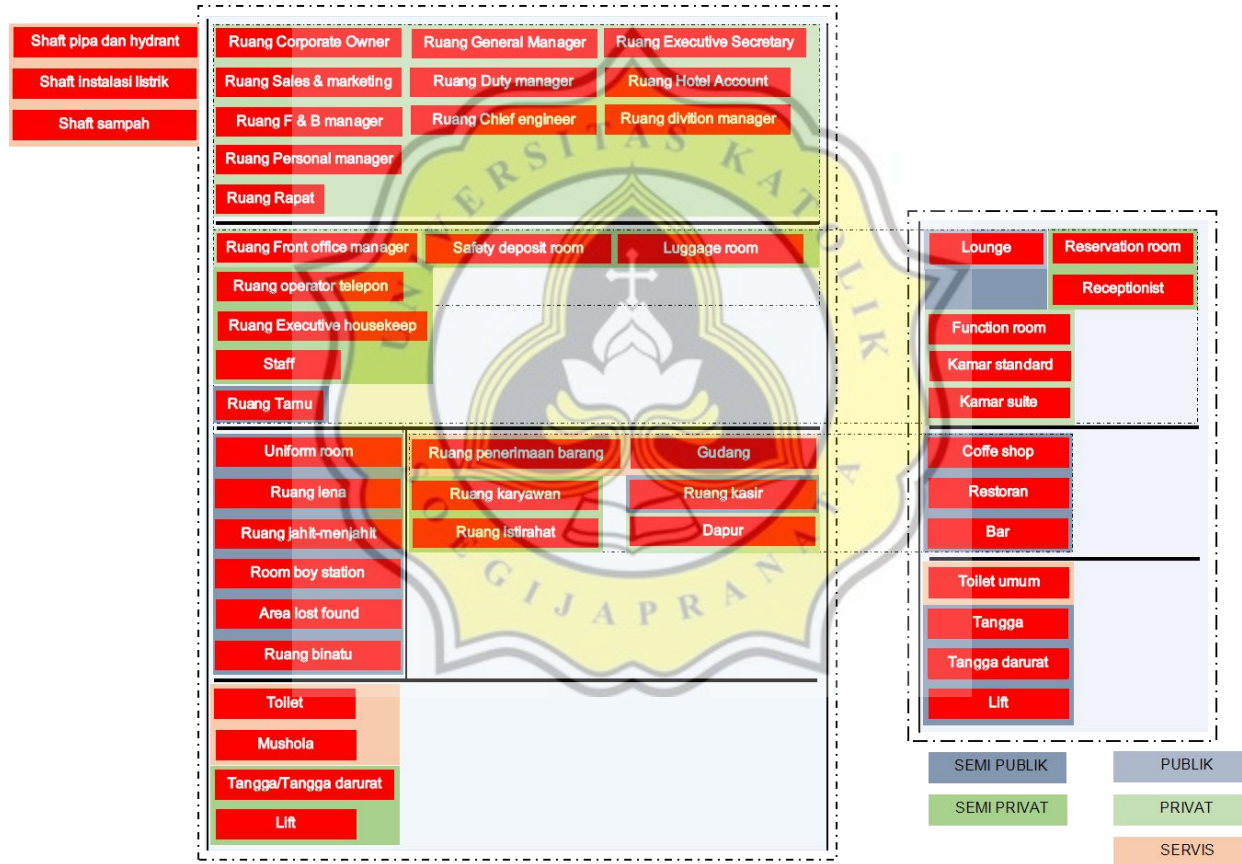 Shaft pipa dan hydrant
Shaft instalasi listrik
Shaft sampah
Ruang Corporate Owner
Ruang General Manager
Ruang Executive Secretary
Ruang Sales & marketing
Ruang Duty manager
Ruang Hotel Account
Ruang F & B manager
Ruang Chief engineer
Ruang divition manager
Ruang Personal manager
Ruang Rapat
Ruang Front office manager
Safety deposit room
Luggage room
Ruang operator telepon
Ruang Executive housekeep
Staff
Ruang Tamu
Uniform room
Ruang lena
Ruang jahit-menjahit
Room boy station
Area lost found
Ruang binatu
Ruang penerimaan barang
Gudang
Ruang karyawan
Ruang kasir
Ruang istirahat
Dapur
Toilet
Mushola
Tangga/Tangga darurat
Lift
Lounge
Reservation room
Receptionist
Function room
Kamar standard
Kamar suite
Coffe shop
Restoran
Bar
Toilet umum
Tangga
Tangga darurat
Lift
SEMI PUBLIK
PUBLIK
SEMI PRIVAT
PRIVAT
SERVIS
UNIVERSITAS KATOLIK
SOEGIJAPRANATA